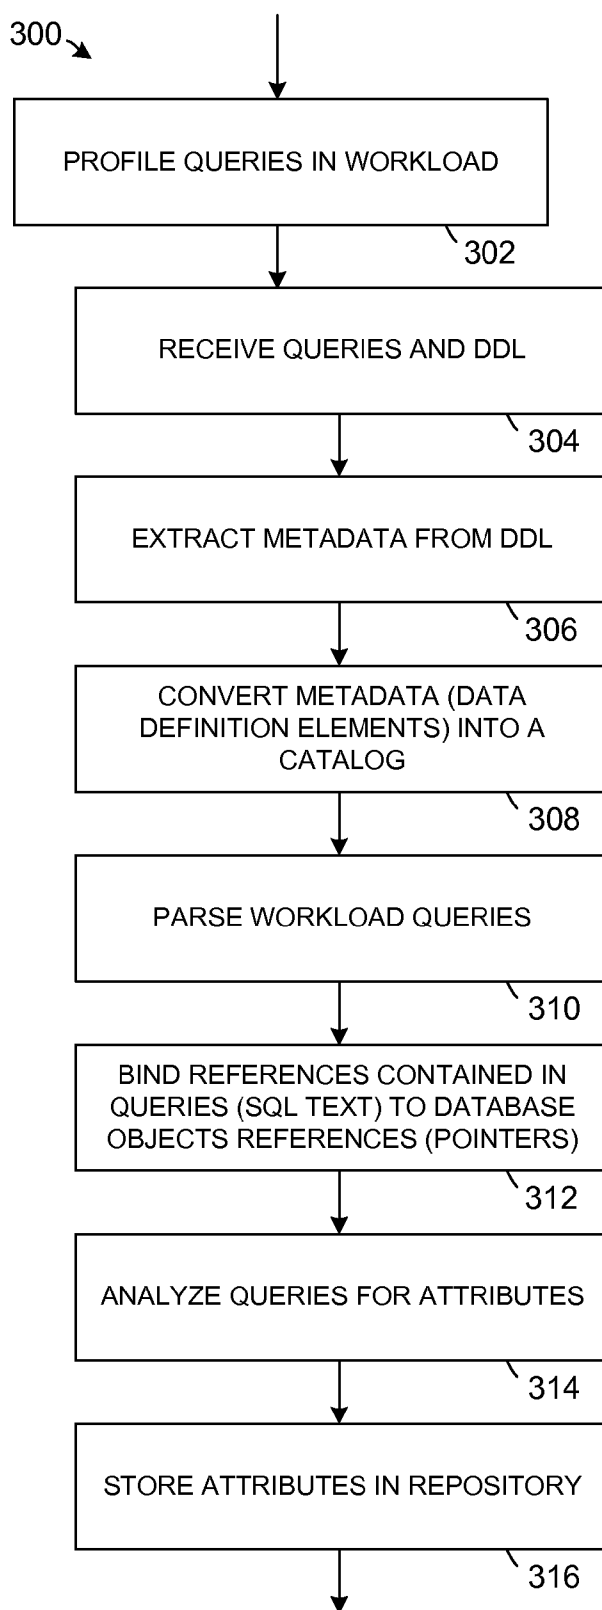 300
PROFILE QUERIES IN WORKLOAD
302
RECEIVE QUERIES AND DDL
304
EXTRACT METADATA FROM DDL
306
CONVERT METADATA (DATA
DEFINITION ELEMENTS) INTO A
CATALOG
308
PARSE WORKLOAD QUERIES
310
BIND REFERENCES CONTAINED IN
QUERIES (SQL TEXT) TO DATABASE
OBJECTS REFERENCES (POINTERS)
312
ANALYZE QUERIES FOR ATTRIBUTES
314
STORE ATTRIBUTES IN REPOSITORY
316